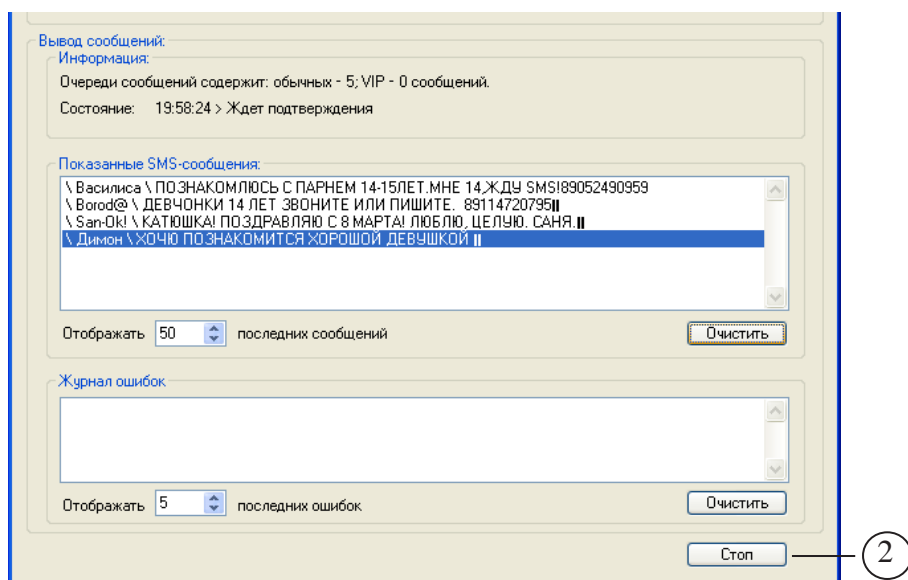 Вывод сообщений:
Информация:
Очереди сообщений содержит: обычных - 5; VIP - 0 сообщений.
Состояние: 19:58:24 > Ждет подтверждения
Показанные SMS-сообщения:
\ Василиса \ ПОЗНАКОМЛЮСЬ С ПАРНЕМ 14-15ЛЕТ.МНЕ 14,ЖДУ SMS!89052490959
\ Borod@ \ ДЕВЧОНКИ 14 ЛЕТ ЗВОНИТЕ ИЛИ ПИШИТЕ. 89114720795||
\ San-Ok! \ КАТЮШКА! ПОЗДРАВЛЯЮ С 8 МАРТА! ЛЮБЛЮ, ЦЕЛУЮ. САНЯ.||
\ Димон \ ХОЧЮ ПОЗНАКОМИТСЯ ХОРОШОЙ ДЕВУШКОЙ ||
Отображать 50 последних сообщений Очистить
Журнал ошибок
Отображать 5 последних ошибок Очистить
Стоп 2